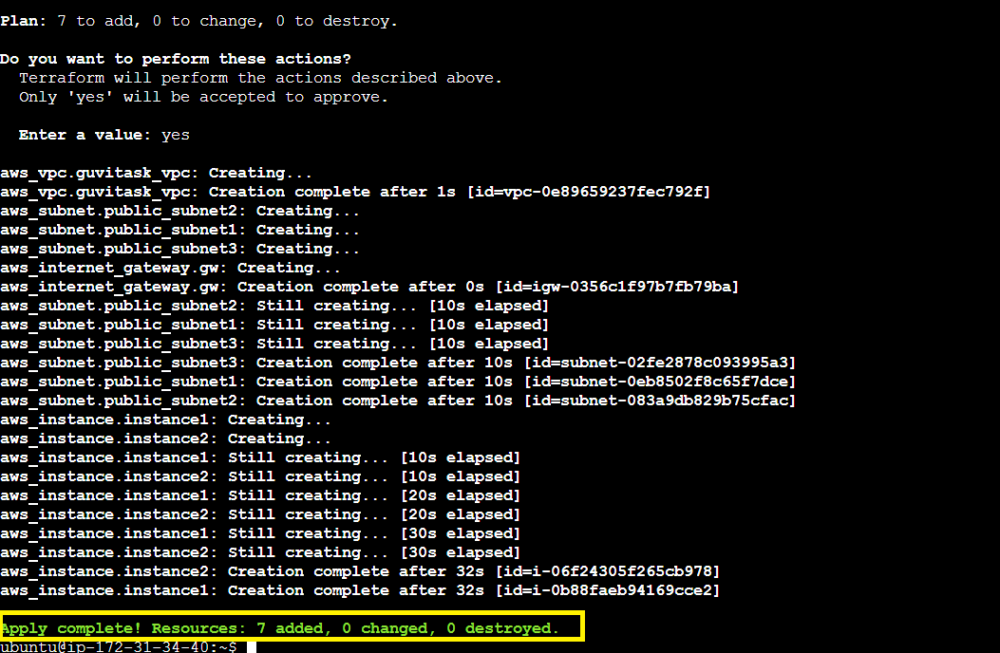 Plan: 7 to add, 0 to change, 0 to destroy.
Do you want to perform these actions?
Terraform will perform the actions described above.
Only 'yes' will be accepted to approve.
Enter a value: yes
aws_vpc.guvitask_vpc: Creating...
aws_vpc.guvitask_vpc: Creation complete after 1s [id=vpc-0e89659237fec792f]
aws_subnet.public_subnet2: Creating...
aws_subnet.public_subnet1: Creating...
aws_subnet.public_subnet3: Creating...
aws_internet_gateway.gw: Creating...
aws_internet_gateway.gw: Creation complete after 0s [id=igw-0356c1f97b7fb79ba]
aws_subnet.public_subnet2: Still creating... [10s elapsed]
aws_subnet.public_subnet1: Still creating... [10s elapsed]
aws_subnet.public_subnet3: Still creating... [10s elapsed]
aws_subnet.public_subnet3: Creation complete after 10s [id=subnet-02fe2878c093995a3]
aws_subnet.public_subnet1: Creation complete after 10s [id=subnet-0eb8502f8c65f7dce]
aws_subnet.public_subnet2: Creation complete after 10s [id=subnet-083a9db829b75cfac]
aws_instance.instance1: Creating...
aws_instance.instance2: Creating...
aws_instance.instance1: Still creating... [10s elapsed]
aws_instance.instance2: Still creating... [10s elapsed]
aws_instance.instance1: Still creating... [20s elapsed]
aws_instance.instance2: Still creating... [20s elapsed]
aws_instance.instance1: Still creating... [30s elapsed]
aws_instance.instance2: Still creating... [30s elapsed]
aws_instance.instance2: Creation complete after 32s [id=i-06f24305f265cb978]
aws_instance.instance1: Creation complete after 32s [id=i-0b88faeb94169cce2]
Apply complete! Resources: 7 added, 0 changed, 0 destroyed.
ubuntu@ip-172-31-34-40:~$